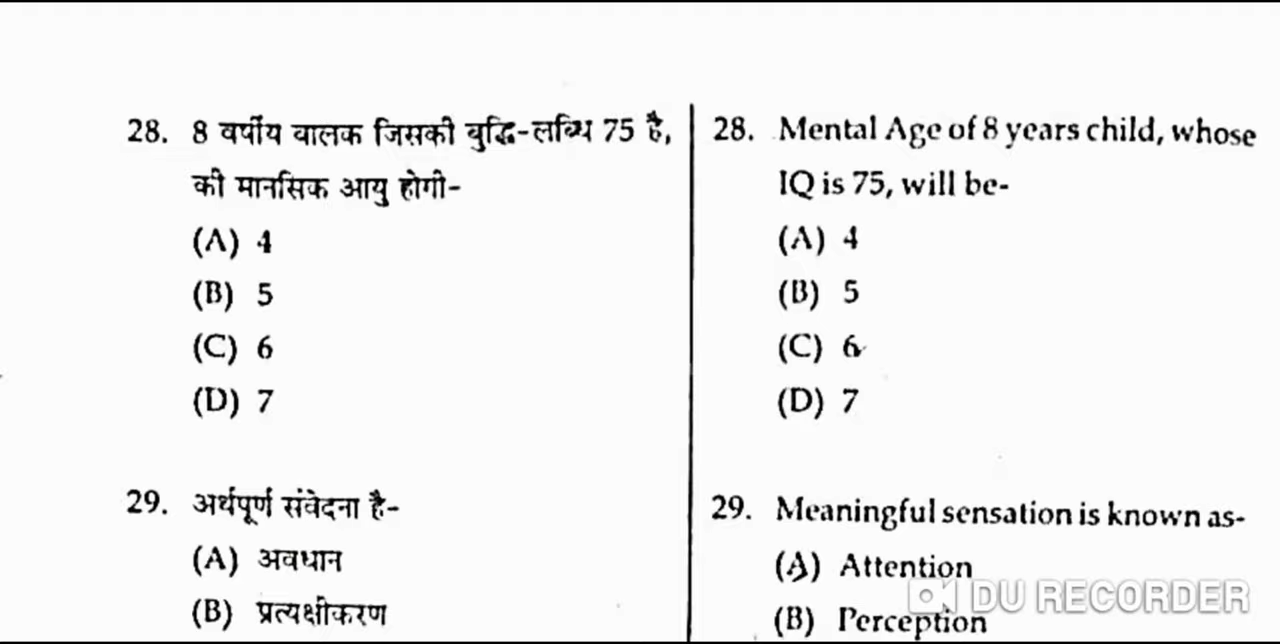 28. 8 वर्षीय बालक जिसकी बुद्धि-लब्धि 75 है,
की मानसिक आयु होगी-
(A) 4
(B) 5
(C) 6
(D) 7
29. अर्थपूर्ण संवेदना है-
(A) अवधान
(B) प्रत्यक्षीकरण
28. Mental Age of 8 years child, whose
IQ is 75, will be-
(A) 4
(B) 5
(C) 6
(D) 7
29. Meaningful sensation is known as-
(A) Attention
(B) Perception
DU RECORDER